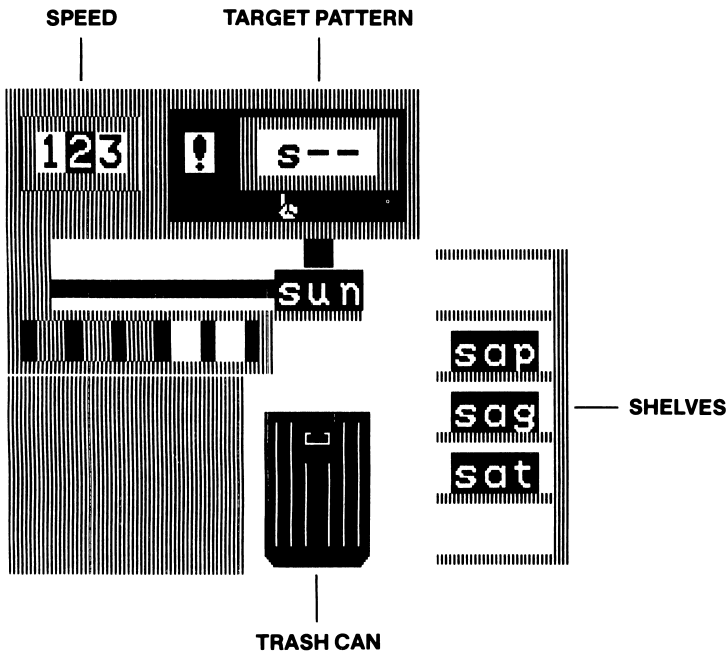 SPEED
TARGET PATTERN
123
! s--
sun
sap
sag
sat
SHELVES
TRASH CAN